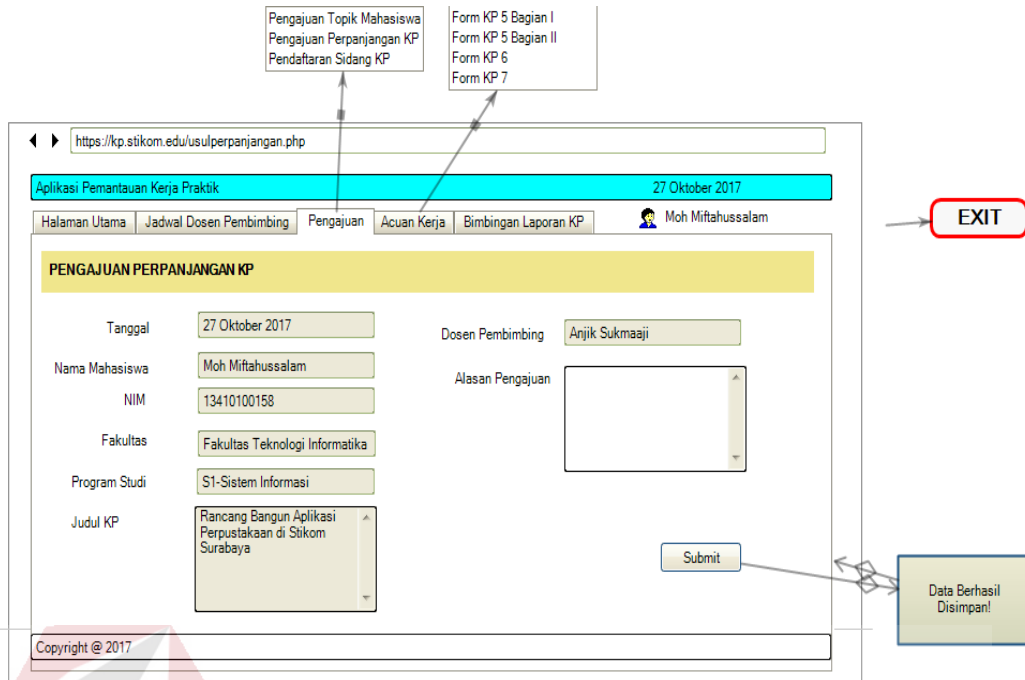 Pengajuan Topik Mahasiswa
Pengajuan Perpanjangan KP
Pendaftaran Sidang KP
Form KP 5 Bagian I
Form KP 5 Bagian II
Form KP 6
Form KP 7
https://kp.stikom.edu/usulperpanjangan.php
Aplikasi Pemantauan Kerja Praktik
27 Oktober 2017
Halaman Utama
Jadwal Dosen Pembimbing
Pengajuan
Acuan Kerja
Bimbingan Laporan KP
Moh Miftahussalam
EXIT
PENGAJUAN PERPANJANGAN KP
Tanggal
27 Oktober 2017
Nama Mahasiswa
Moh Miftahussalam
NIM
13410100158
Fakultas
Fakultas Teknologi Informatika
Program Studi
S1-Sistem Informasi
Judul KP
Rancang Bangun Aplikasi
Perpustakaan di Stikom
Surabaya
Dosen Pembimbing
Anjik Sukmaaji
Alasan Pengajuan
Submit
Data Berhasil
Disimpan!
Copyright @ 2017